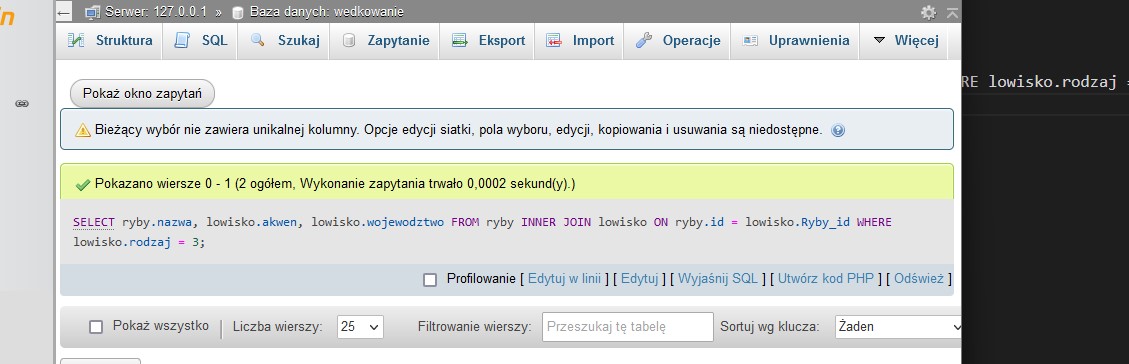 in
Serwer: 127.0.0.1 » Baza danych: wedkowanie
Struktura SQL Szukaj Zapytanie Eksport Import Operacje Uprawnienia Więcej
RE lowisko.rodzaj =
Pokaż okno zapytań
Bieżący wybór nie zawiera unikalnej kolumny. Opcje edycji siatki, pola wyboru, edycji, kopiowania i usuwania są niedostępne.
Pokazano wiersze 0 - 1 (2 ogółem, Wykonanie zapytania trwało 0,0002 sekund(y).)
SELECT ryby.nazwa, lowisko.akwen, lowisko.wojewodztwo FROM ryby INNER JOIN lowisko ON ryby.id = lowisko.Ryby_id WHERE
lowisko.rodzaj = 3;
Profilowanie [ Edytuj w linii ] [ Edytuj ] [ Wyjaśnij SQL ] [ Utwórz kod PHP ] [ Odśwież ]
Pokaż wszystko Liczba wierszy: 25 Filtrowanie wierszy: Przeszukaj tę tabelę Sortuj wg klucza: Żaden